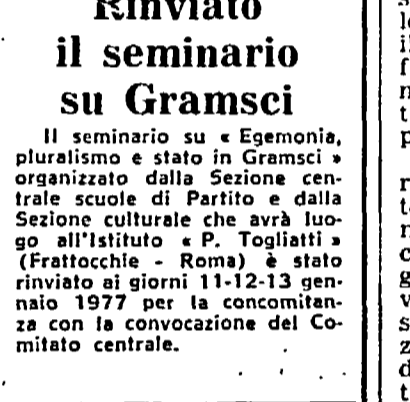 Rinviato
il seminario
su Gramsci
Il seminario su « Egemonia,
pluralismo e stato in Gramsci »
organizzato dalla Sezione cen-
trale scuole di Partito e dalla
Sezione culturale che avrà luo-
go all'Istituto « P. Togliatti »
(Frattocchie - Roma) è stato
rinviato ai giorni 11-12-13 gen-
naio 1977 per la concomitan-
za con la convocazione del Co-
mitato centrale.